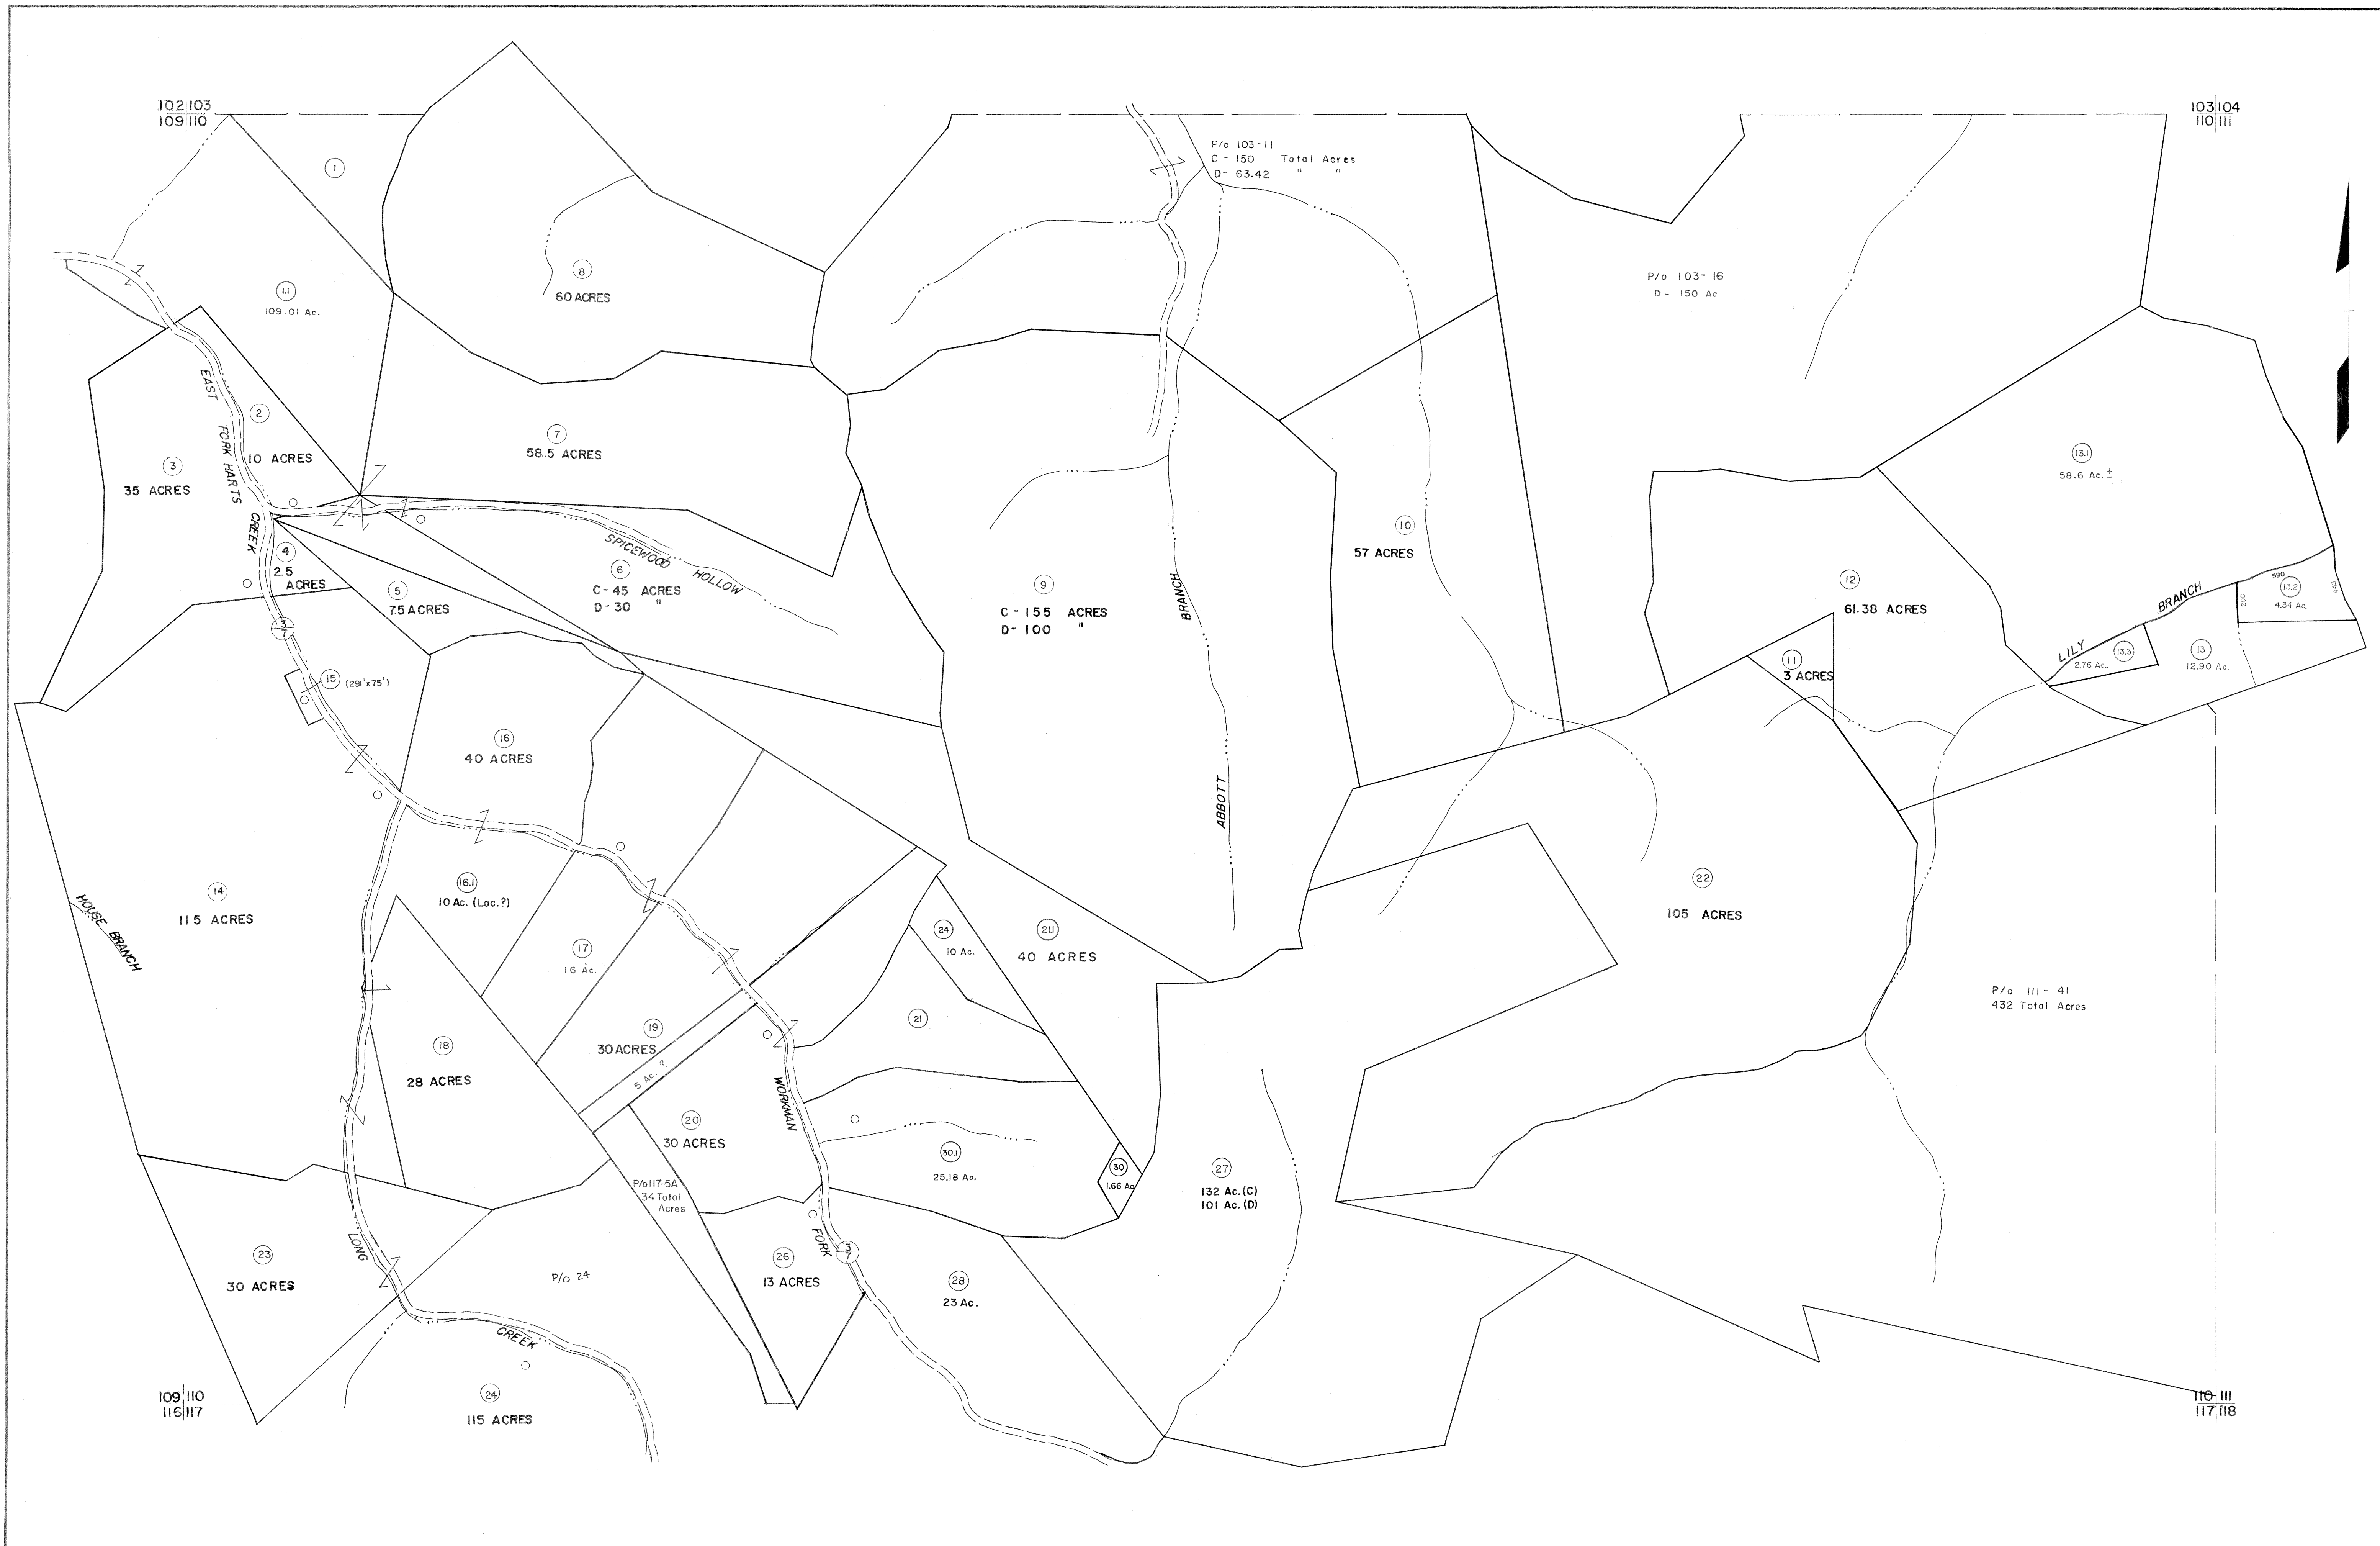 102 103
109 110
103 104
110 111
1
P/o 103-11
C - 150 Total Acres
D - 63.42 " "
8
60 ACRES
1.1
109.01 Ac.
P/o 103-16
D - 150 Ac.
EAST FORK HARTS CREEK
2
10 ACRES
3
35 ACRES
7
58.5 ACRES
13.1
58.6 Ac. ±
10
57 ACRES
4
2.5
ACRES
5
7.5 ACRES
SPICEWOOD HOLLOW
6
C - 45 ACRES
D - 30 "
9
C - 155 ACRES
D - 100 "
ABBOTT BRANCH
12
61.38 ACRES
11
3 ACRES
LILY BRANCH
590
200
443
13.2
4.34 Ac.
13.3
2.76 Ac.
13
12.90 Ac.
3
7
15 (291' x 75')
16
40 ACRES
14
115 ACRES
HOUSE BRANCH
16.1
10 Ac. (Loc.?)
17
16 Ac.
24
10 Ac.
21.1
40 ACRES
22
105 ACRES
P/o 111-41
432 Total Acres
21
18
28 ACRES
19
30 ACRES
5 Ac. ?
WORKMAN FORK
20
30 ACRES
30.1
25.18 Ac.
30
1.66 Ac
27
132 Ac. (C)
101 Ac. (D)
P/o 117-5A
34 Total
Acres
23
30 ACRES
LONG CREEK
P/o 24
26
13 ACRES
3
7
28
23 Ac.
24
115 ACRES
109 110
116 117
110 111
117 118